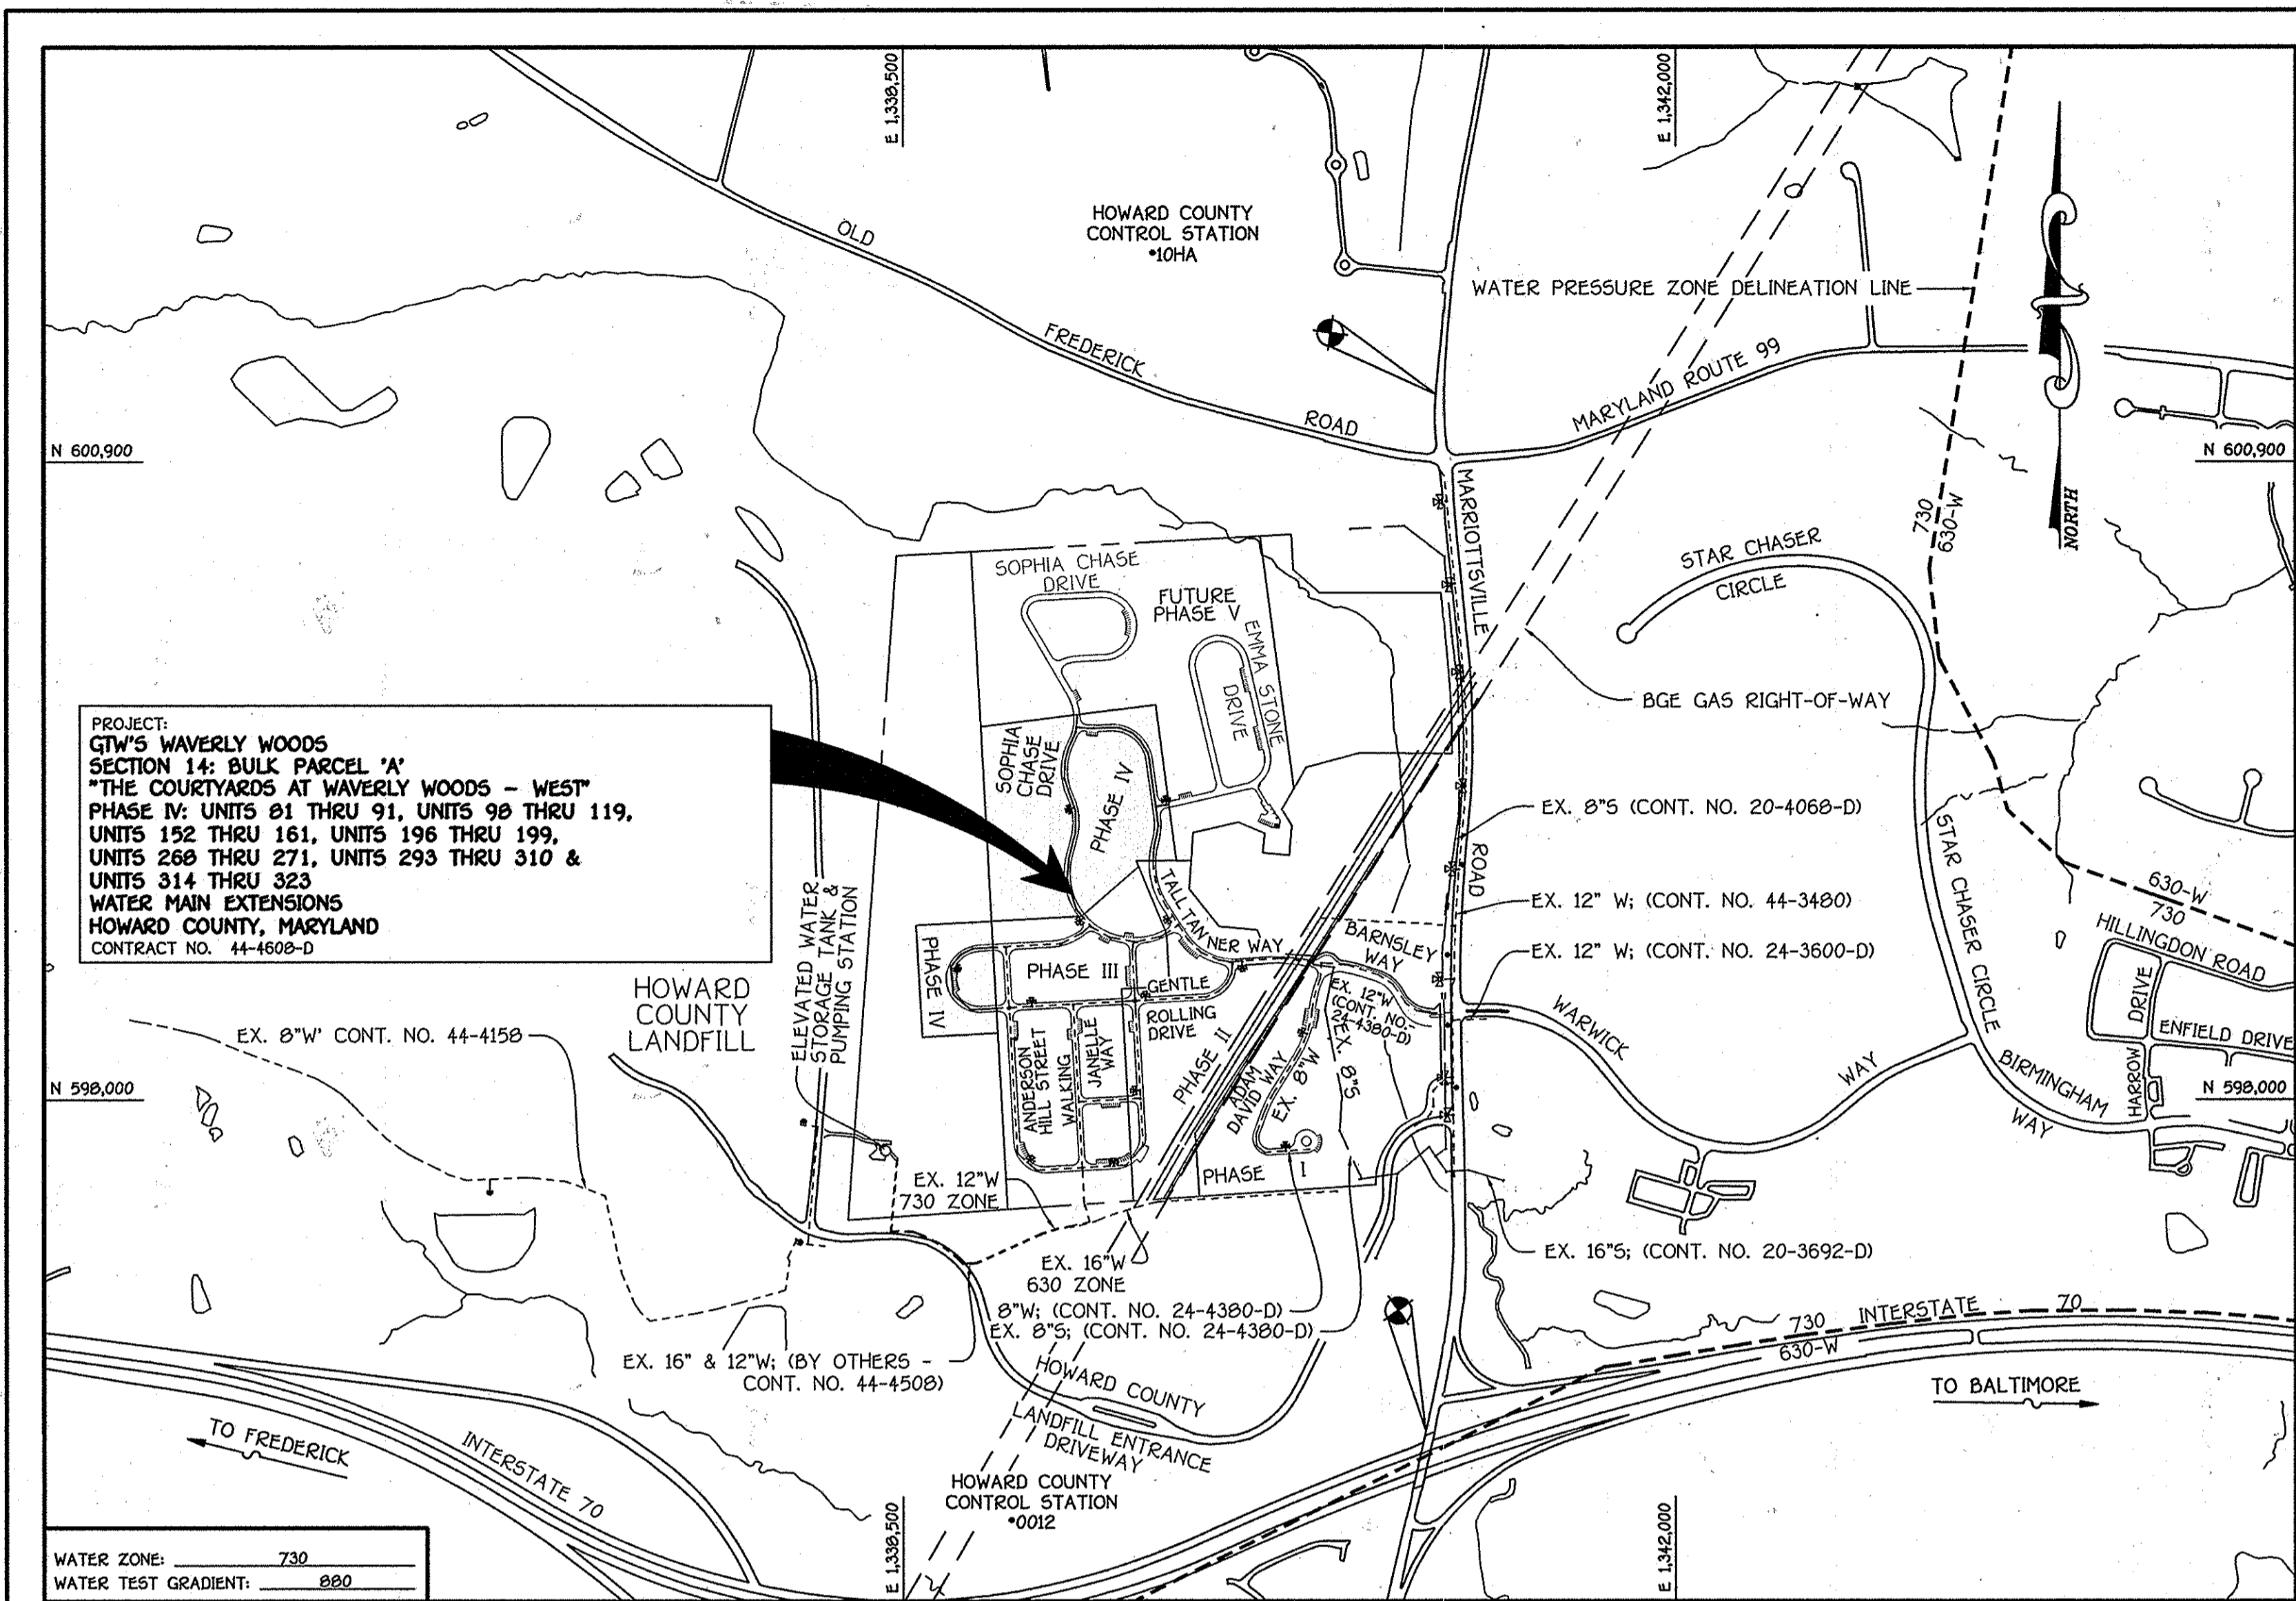 E 1,338,500
E 1,342,000
HOWARD COUNTY
CONTROL STATION
•10HA
OLD
FREDERICK
ROAD
WATER PRESSURE ZONE DELINEATION LINE
MARYLAND ROUTE 99
N 600,900
N 600,900
NORTH
730
630-W
MARRIOTTSVILLE
ROAD
STAR CHASER
CIRCLE
SOPHIA CHASE
DRIVE
FUTURE
PHASE V
EMMA STONE
DRIVE
BGE GAS RIGHT-OF-WAY
PROJECT:
GTW'S WAVERLY WOODS
SECTION 14: BULK PARCEL 'A'
"THE COURTYARDS AT WAVERLY WOODS - WEST"
PHASE IV: UNITS 81 THRU 91, UNITS 98 THRU 119,
UNITS 152 THRU 161, UNITS 196 THRU 199,
UNITS 268 THRU 271, UNITS 293 THRU 310 &
UNITS 314 THRU 323
WATER MAIN EXTENSIONS
HOWARD COUNTY, MARYLAND
CONTRACT NO. 44-4608-D
SOPHIA
CHASE
DRIVE
PHASE IV
EX. 8"S (CONT. NO. 20-4068-D)
EX. 12" W; (CONT. NO. 44-3480)
EX. 12" W; (CONT. NO. 24-3600-D)
STAR CHASER CIRCLE
630-W
730
HILLINGDON ROAD
HARROW DRIVE
ENFIELD DRIVE
TALL TANNER WAY
BARNSLEY
WAY
PHASE IV
PHASE III
GENTLE
ROLLING
DRIVE
ELEVATED WATER
STORAGE TANK &
PUMPING STATION
HOWARD
COUNTY
LANDFILL
EX. 8"W' CONT. NO. 44-4158
ANDERSON
HILL STREET
WALKING
JANELLE
WAY
PHASE II
ADAM
DAVID WAY
EX. 8"W
EX. 12"W
(CONT. NO.-
24-4380-D)
EX. 8"S
WARWICK
WAY
BIRMINGHAM
WAY
N 598,000
N 598,000
PHASE I
EX. 12"W
730 ZONE
EX. 16"W
630 ZONE
8"W; (CONT. NO. 24-4380-D)
EX. 8"S; (CONT. NO. 24-4380-D)
EX. 16"S; (CONT. NO. 20-3692-D)
EX. 16" & 12"W; (BY OTHERS -
CONT. NO. 44-4508)
HOWARD COUNTY
LANDFILL ENTRANCE
DRIVEWAY
730
630-W
INTERSTATE 70
TO BALTIMORE
TO FREDERICK
INTERSTATE 70
HOWARD COUNTY
CONTROL STATION
•0012
E 1,338,500
E 1,342,000
WATER ZONE: 730
WATER TEST GRADIENT: 880